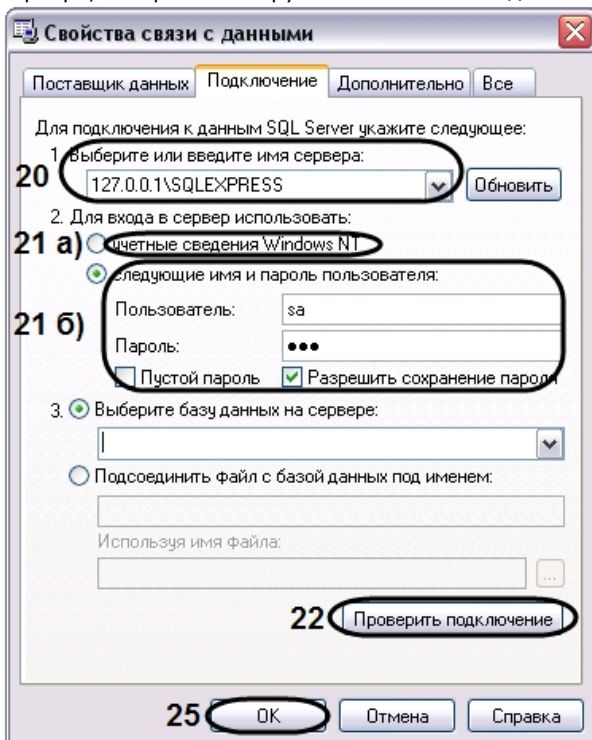 Свойства связи с данными
Поставщик данных Подключение Дополнительно Все
Для подключения к данным SQL Server укажите следующее:
1. Выберите или введите имя сервера:
20 127.0.0.1\SQLEXPRESS Обновить
2. Для входа в сервер использовать:
21 а) учетные сведения Windows NT
следующие имя и пароль пользователя:
21 б) Пользователь: sa
Пароль: •••
Пустой пароль Разрешить сохранение пароля
3. Выберите базу данных на сервере:
Подсоединить файл с базой данных под именем:
Используя имя файла:
...
22 Проверить подключение
25 OK Отмена Справка